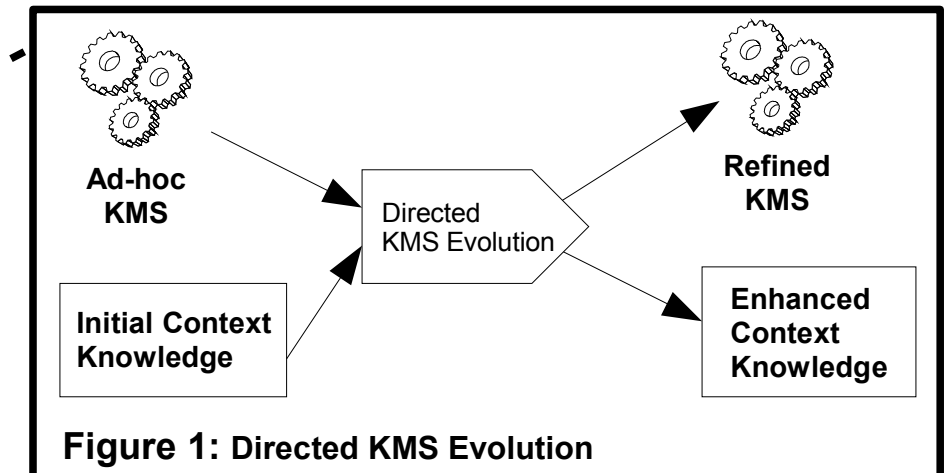 Ad-hoc
KMS
Refined
KMS
Directed
KMS Evolution
Initial Context
Knowledge
Enhanced
Context
Knowledge
Figure 1: Directed KMS Evolution